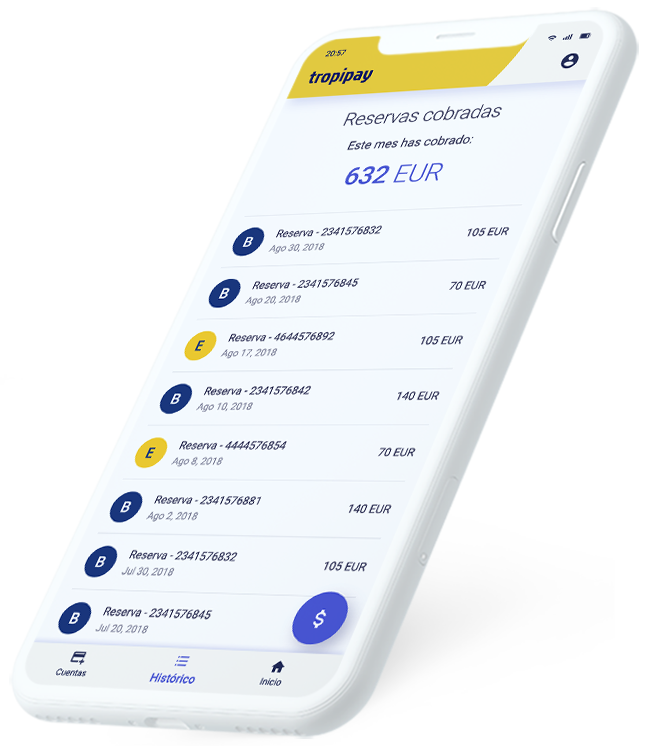 20:57
tropipay
Reservas cobradas
Este mes has cobrado:
632 EUR
B Reserva - 2341576832 105 EUR
Ago 30, 2018
B Reserva - 2341576845 70 EUR
Ago 20, 2018
E Reserva - 4644576892 105 EUR
Ago 17, 2018
B Reserva - 2341576842 140 EUR
Ago 10, 2018
E Reserva - 4444576854 70 EUR
Ago 8, 2018
B Reserva - 2341576881 140 EUR
Ago 2, 2018
B Reserva - 2341576832 105 EUR
Jul 30, 2018
B Reserva - 2341576845
Jul 20, 2018
$
Cuentas Histórico Inicio